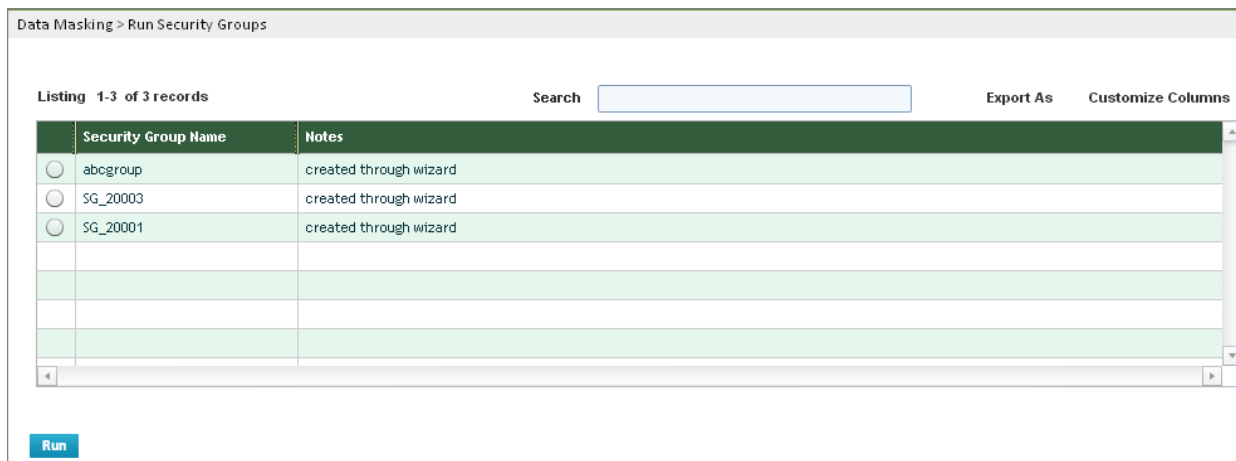 Data Masking > Run Security Groups
Listing 1-3 of 3 records Search Export As Customize Columns
Security Group Name Notes
abcgroup created through wizard
SG_20003 created through wizard
SG_20001 created through wizard
Run